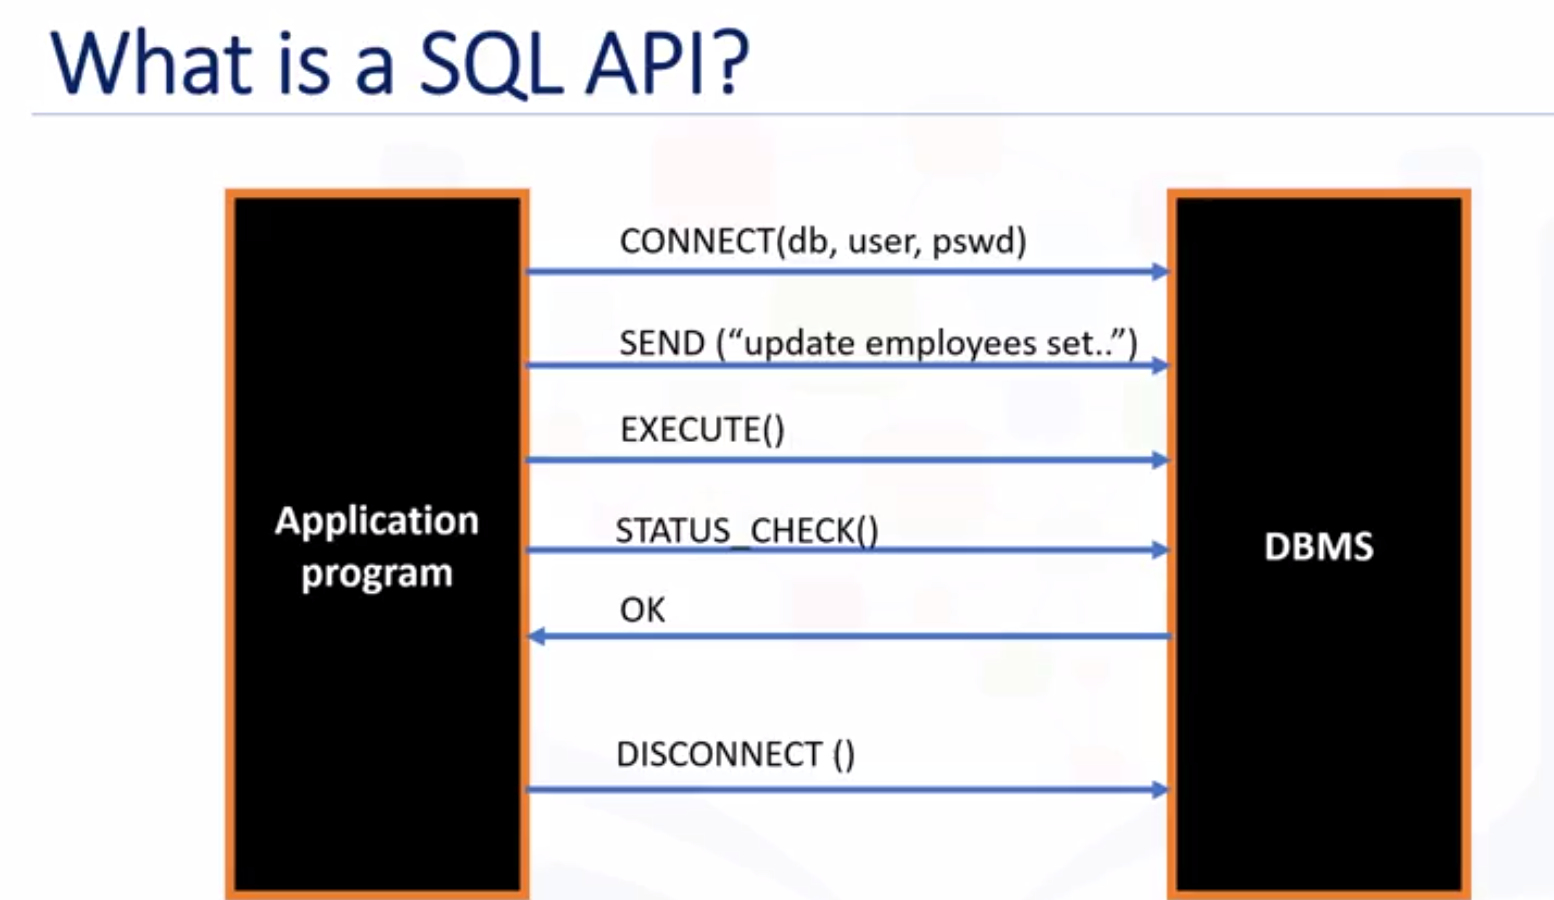 What is a SQL API?
CONNECT(db, user, pswd)
SEND (“update employees set..”)
EXECUTE()
STATUS_CHECK()
OK
DISCONNECT ()
Application
program
DBMS